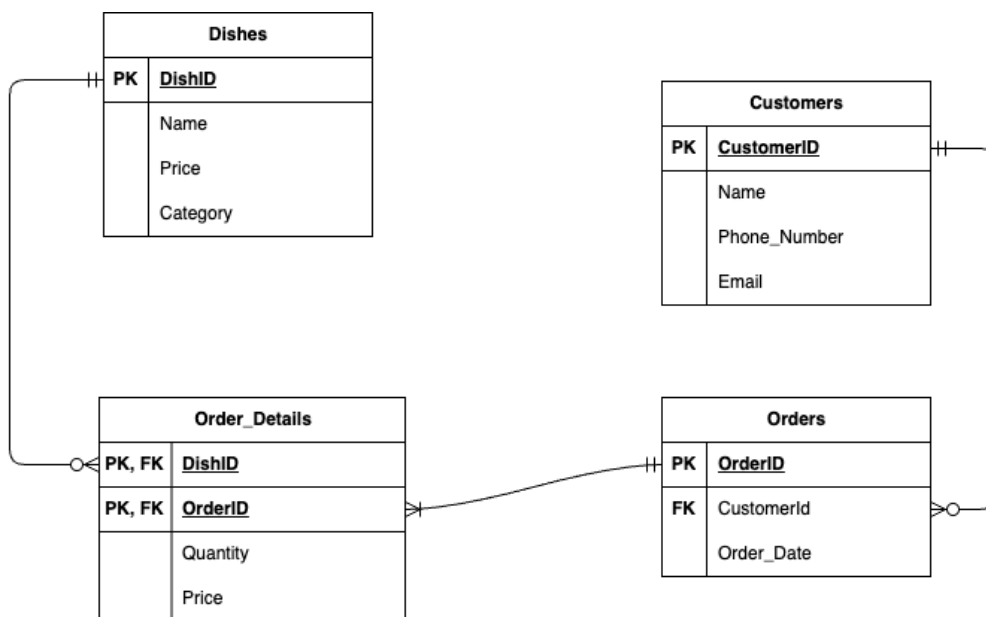 Dishes
PK DishID
Name
Price
Category
Customers
PK CustomerID
Name
Phone_Number
Email
Order_Details
PK, FK DishID
PK, FK OrderID
Quantity
Price
Orders
PK OrderID
FK CustomerId
Order_Date